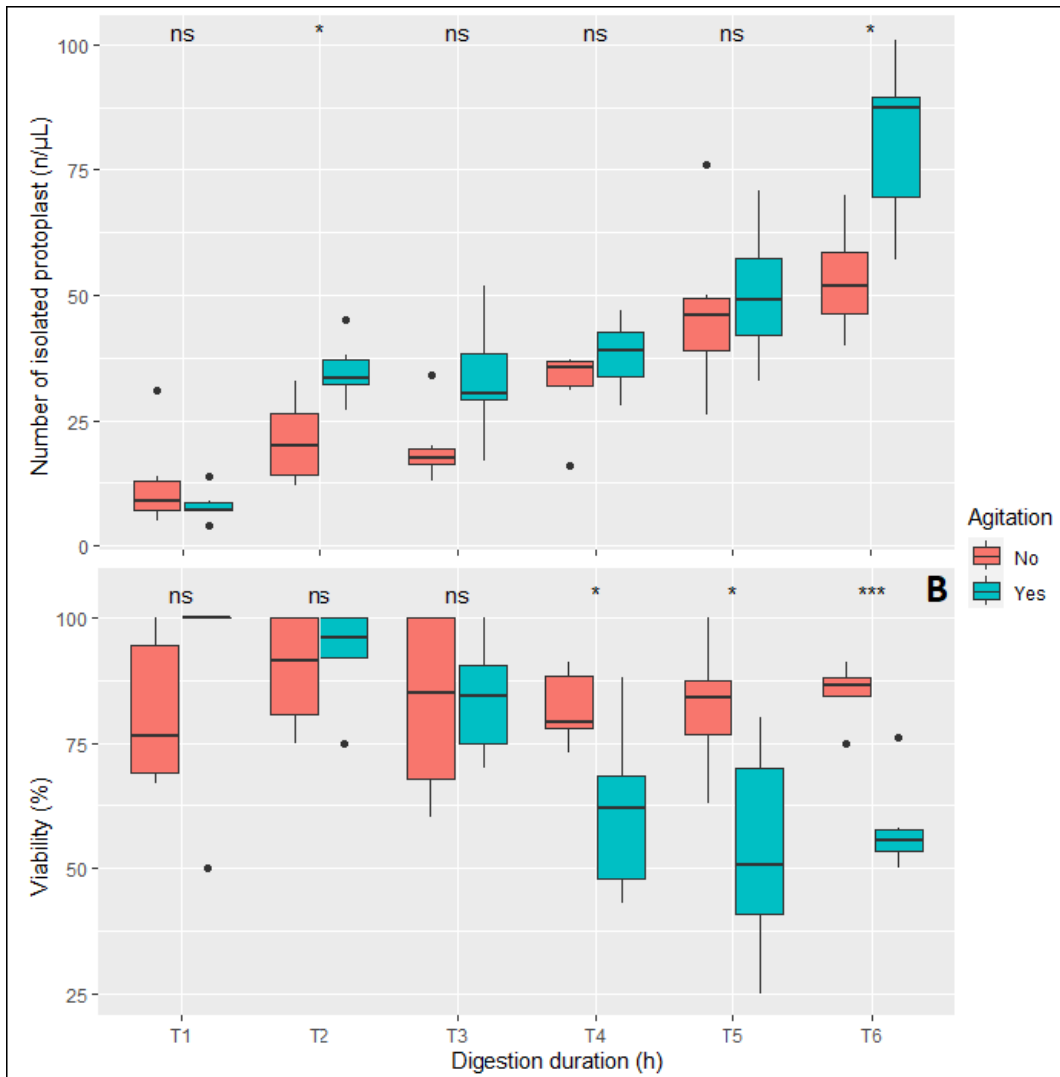 ns * ns ns ns *
100
75
50
25
0
Number of isolated protoplast (n/µL)
Agitation
No
Yes
B
ns ns ns * * ***
100
75
50
25
Viability (%)
T1 T2 T3 T4 T5 T6
Digestion duration (h)